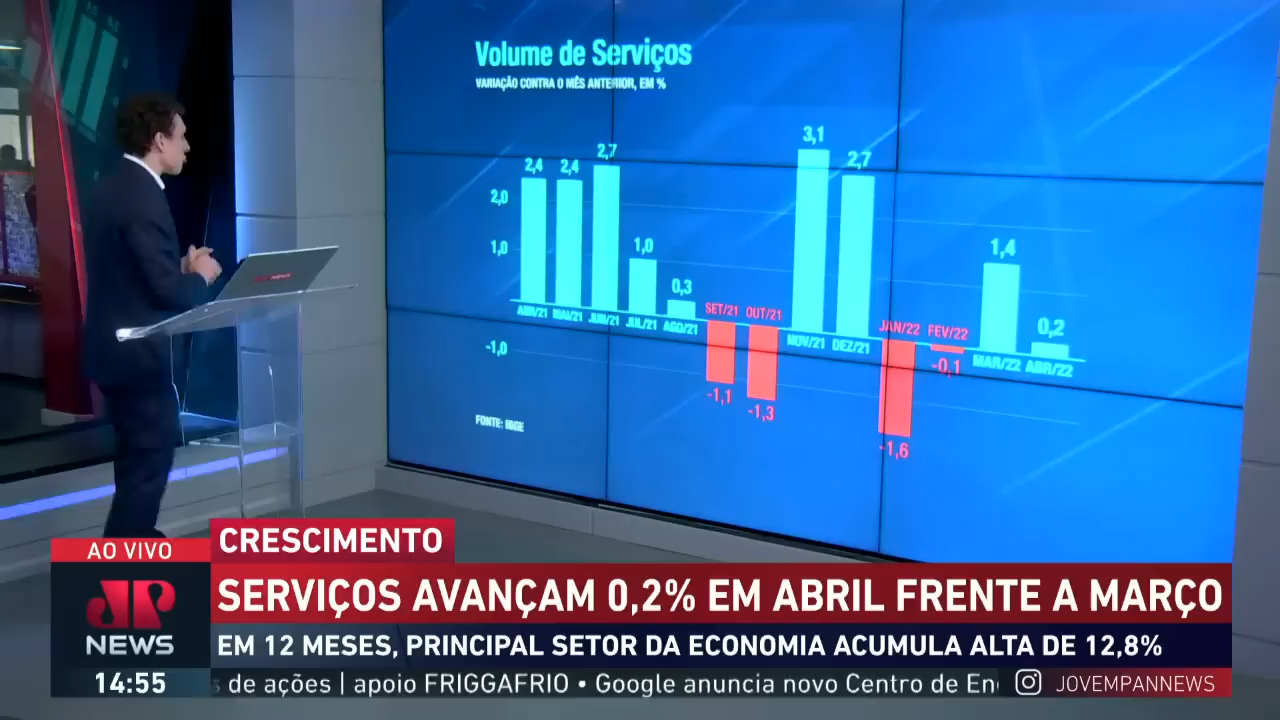 Volume de Serviços
VARIAÇÃO CONTRA O MÊS ANTERIOR, EM %
3,1
2,4
2,4
2,7
2,7
2,0
1,0
1,0
1,4
0,3
0,2
SET/21
OUT/21
JAN/22
FEV/22
ABR/21
MAI/21
JUN/21
JUL/21
AGO/21
NOV/21
DEZ/21
MAR/22
ABR/22
-1,0
-0,1
-1,1
-1,3
-1,6
FONTE: IBGE
NEWS
CRESCIMENTO
AO VIVO
JP
NEWS
SERVIÇOS AVANÇAM 0,2% EM ABRIL FRENTE A MARÇO
EM 12 MESES, PRINCIPAL SETOR DA ECONOMIA ACUMULA ALTA DE 12,8%
14:55
de ações | apoio FRIGGAFRIO • Google anuncia novo Centro de En
JOVEMPANNEWS